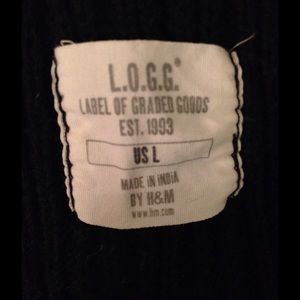 L.O.G.G.®
LABEL OF GRADED GOODS
EST. 1993
US L
MADE IN INDIA
BY H&M
www.hm.com